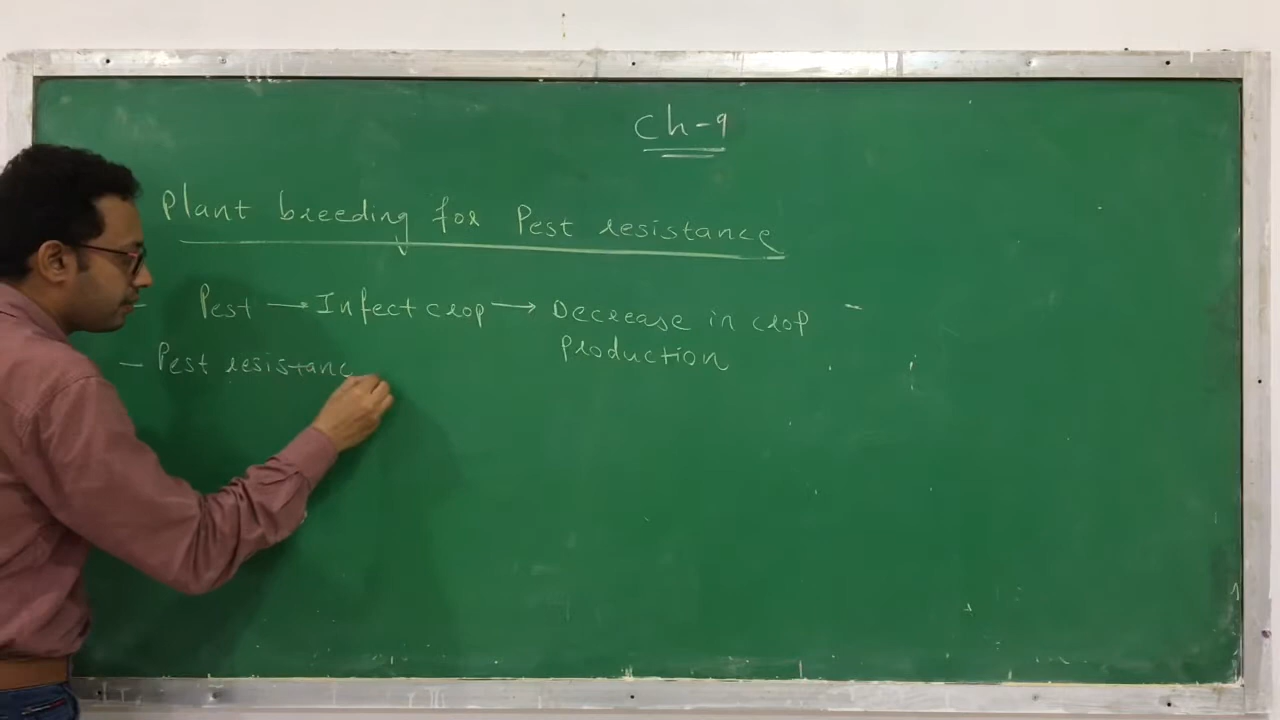 Ch-9
Plant breeding for Pest resistance
- Pest → Infect crop → Decrease in crop -
production
- Pest resistanc